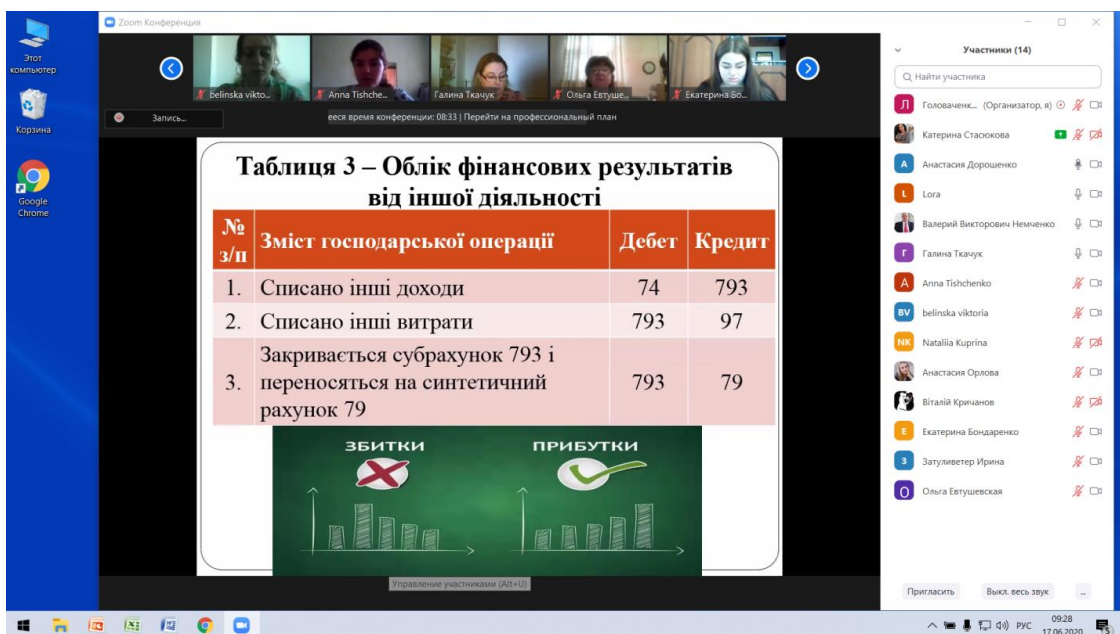 Этот
компьютер
Корзина
Google
Chrome
Zoom Конференция
belinska vikto...
Anna Tishche...
Галина Ткачук
Ольга Евтуше...
Екатерина Бо...
Запись...
ееся время конференции: 08:33 | Перейти на профессиональный план
Таблиця 3 – Облік фінансових результатів
від іншої діяльності
№ з/п Зміст господарської операції Дебет Кредит
1. Списано інші доходи 74 793
2. Списано інші витрати 793 97
3. Закривається субрахунок 793 і
переносяться на синтетичний 793 79
рахунок 79
ЗБИТКИ ПРИБУТКИ
Управление участниками (Alt+U)
Участники (14)
Найти участника
Л Головаченк... (Организатор, я)
Катерина Стасюкова
А Анастасия Дорошенко
L Lora
Валерий Викторович Немченко
Г Галина Ткачук
A Anna Tishchenko
BV belinska viktoria
NK Nataliia Kuprina
Анастасия Орлова
Віталій Кричанов
Е Екатерина Бондаренко
З Затуливетер Ирина
О Ольга Евтушевская
Пригласить Выкл. весь звук ...
РУС
09:28
17.06.2020